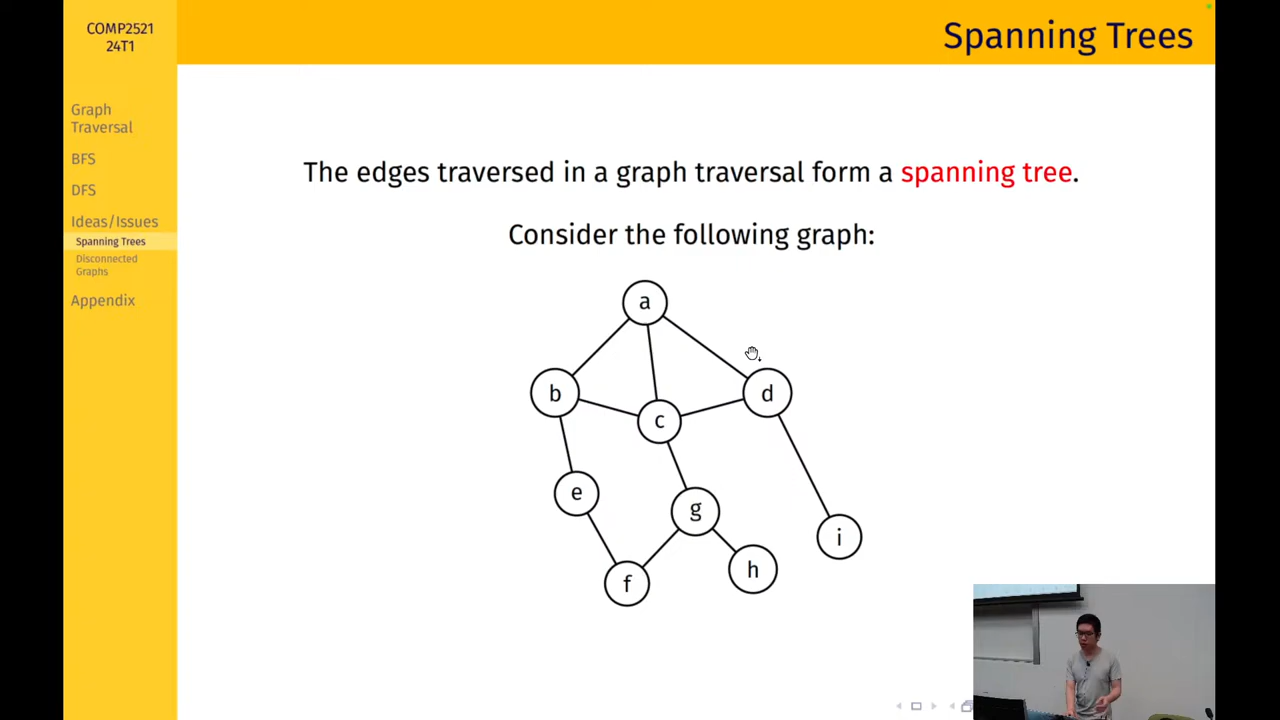 COMP2521
24T1
Spanning Trees
Graph
Traversal
BFS
DFS
Ideas/Issues
Spanning Trees
Disconnected
Graphs
Appendix
The edges traversed in a graph traversal form a spanning tree.
Consider the following graph:
a
b
c
d
e
g
i
f
h